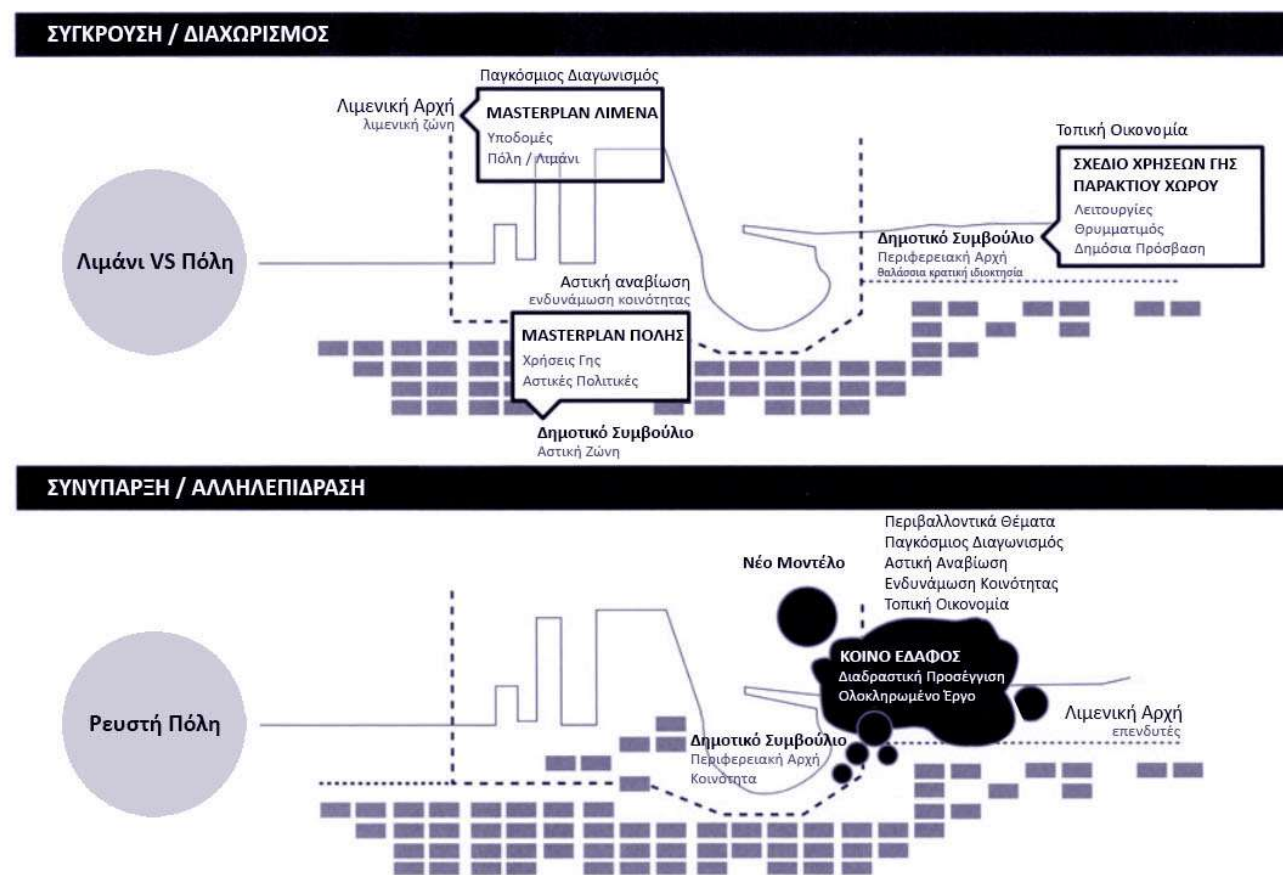 ΣΥΓΚΡΟΥΣΗ / ΔΙΑΧΩΡΙΣΜΟΣ
Παγκόσμιος Διαγωνισμός
Λιμενική Αρχή
λιμενική ζώνη
MASTERPLAN ΛΙΜΕΝΑ
Υποδομές
Πόλη / Λιμάνι
Τοπική Οικονομία
ΣΧΕΔΙΟ ΧΡΗΣΕΩΝ ΓΗΣ
ΠΑΡΑΚΤΙΟΥ ΧΩΡΟΥ
Λειτουργίες
Θρυμματιμός
Δημόσια Πρόσβαση
Δημοτικό Συμβούλιο
Περιφερειακή Αρχή
θαλάσσια κρατική ιδιοκτησία
Λιμάνι VS Πόλη
Αστική αναβίωση
ενδυνάμωση κοινότητας
MASTERPLAN ΠΟΛΗΣ
Χρήσεις Γης
Αστικές Πολιτικές
Δημοτικό Συμβούλιο
Αστική Ζώνη
ΣΥΝΥΠΑΡΞΗ / ΑΛΛΗΛΕΠΙΔΡΑΣΗ
Περιβαλλοντικά Θέματα
Παγκόσμιος Διαγωνισμός
Αστική Αναβίωση
Ενδυνάμωση Κοινότητας
Τοπική Οικονομία
Νέο Μοντέλο
ΚΟΙΝΟ ΕΔΑΦΟΣ
Διαδραστική Προσέγγιση
Ολοκληρωμένο Έργο
Ρευστή Πόλη
Λιμενική Αρχή
επενδυτές
Δημοτικό Συμβούλιο
Περιφερειακή Αρχή
Κοινότητα